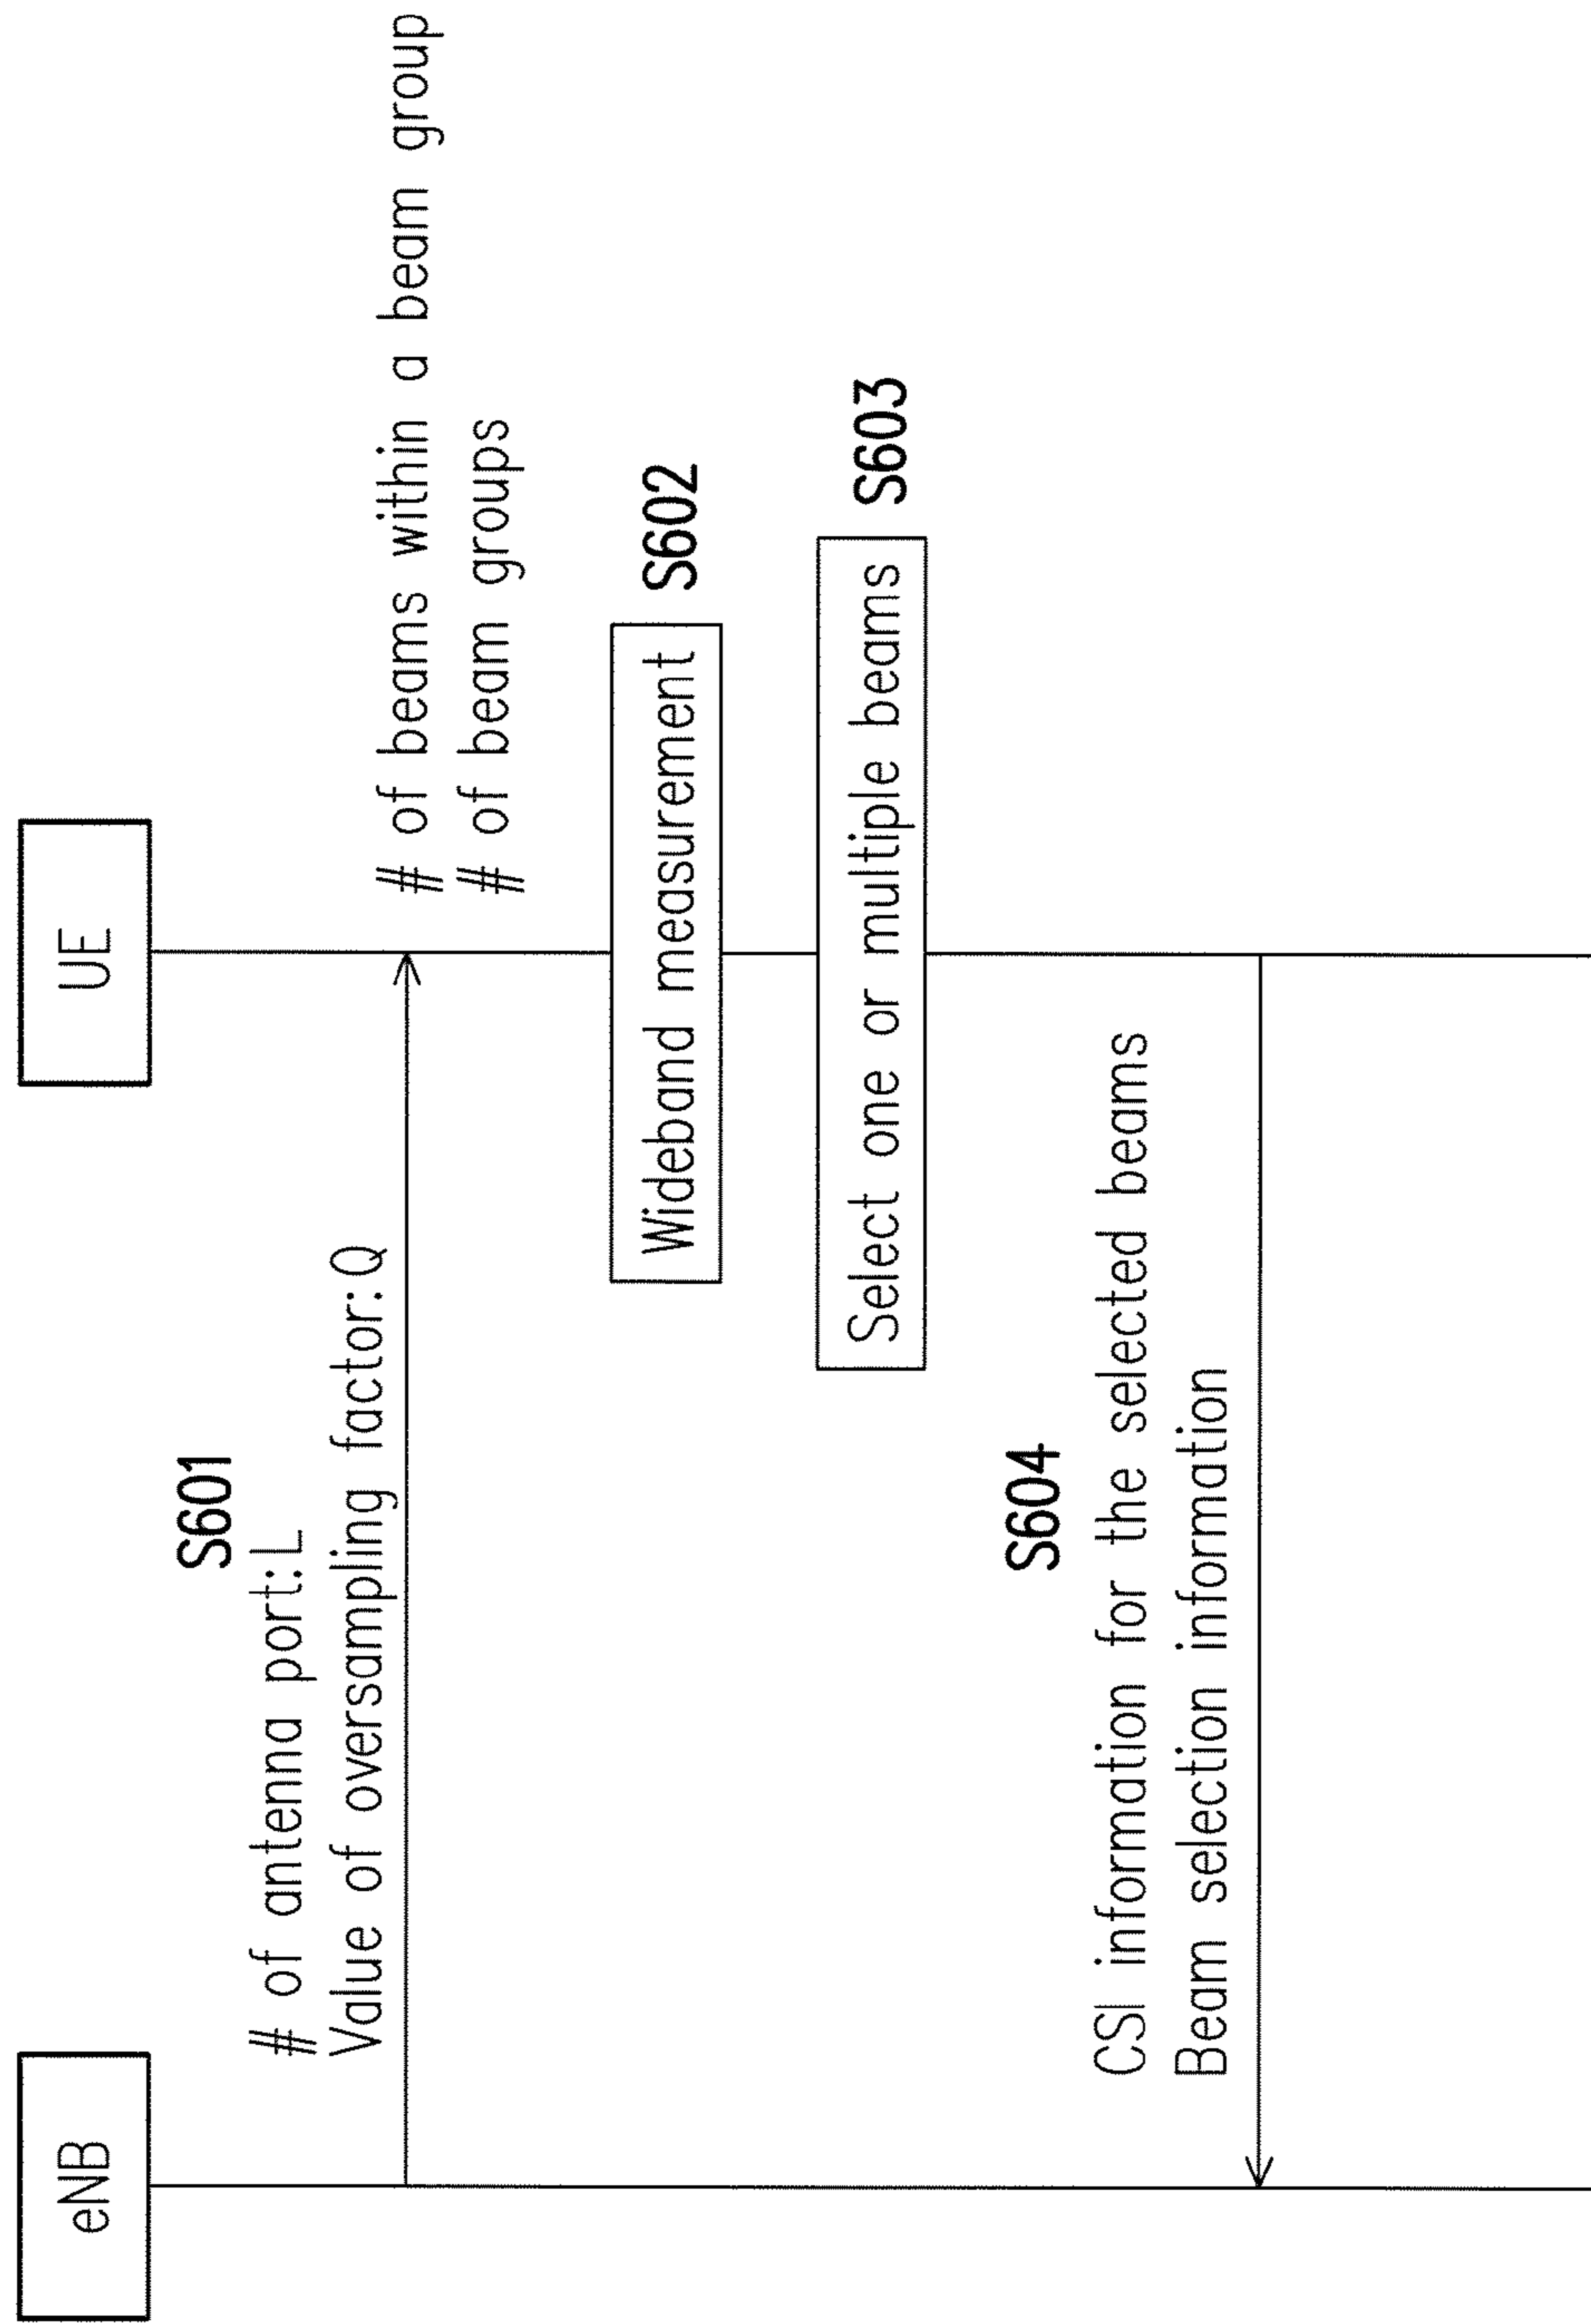 eNB
UE
S601
# of antenna port:L
Value of oversampling factor:Q
# of beams within a beam group
# of beam groups
Wideband measurement
S602
Select one or multiple beams
S603
S604
CSI information for the selected beams
Beam selection information